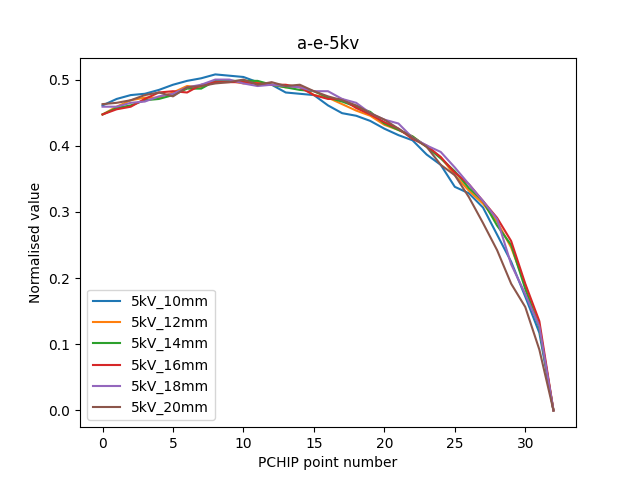 a-e-5kv
Normalised value
0.5
0.4
0.3
0.2
0.1
0.0
5kV_10mm
5kV_12mm
5kV_14mm
5kV_16mm
5kV_18mm
5kV_20mm
0 5 10 15 20 25 30
PCHIP point number